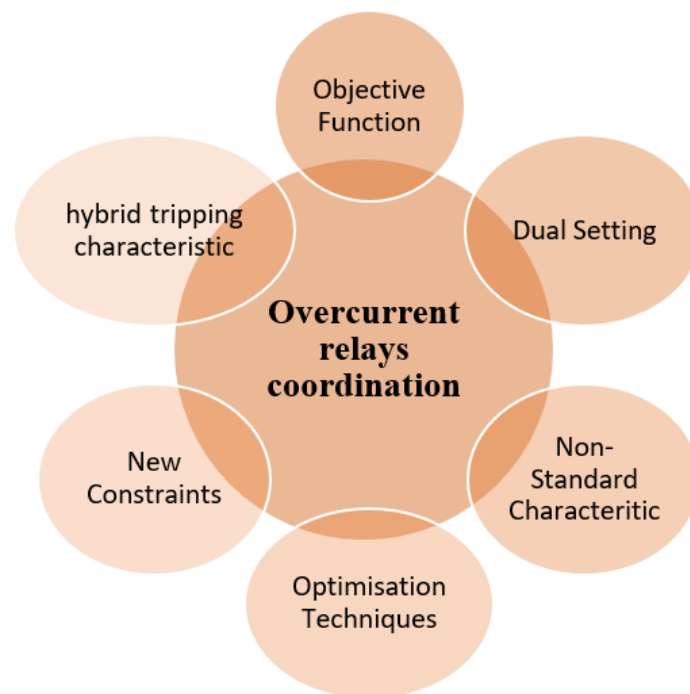 Objective
Function
hybrid tripping
characteristic
Dual Setting
Overcurrent
relays
coordination
New
Constraints
Non-
Standard
Characteritic
Optimisation
Techniques